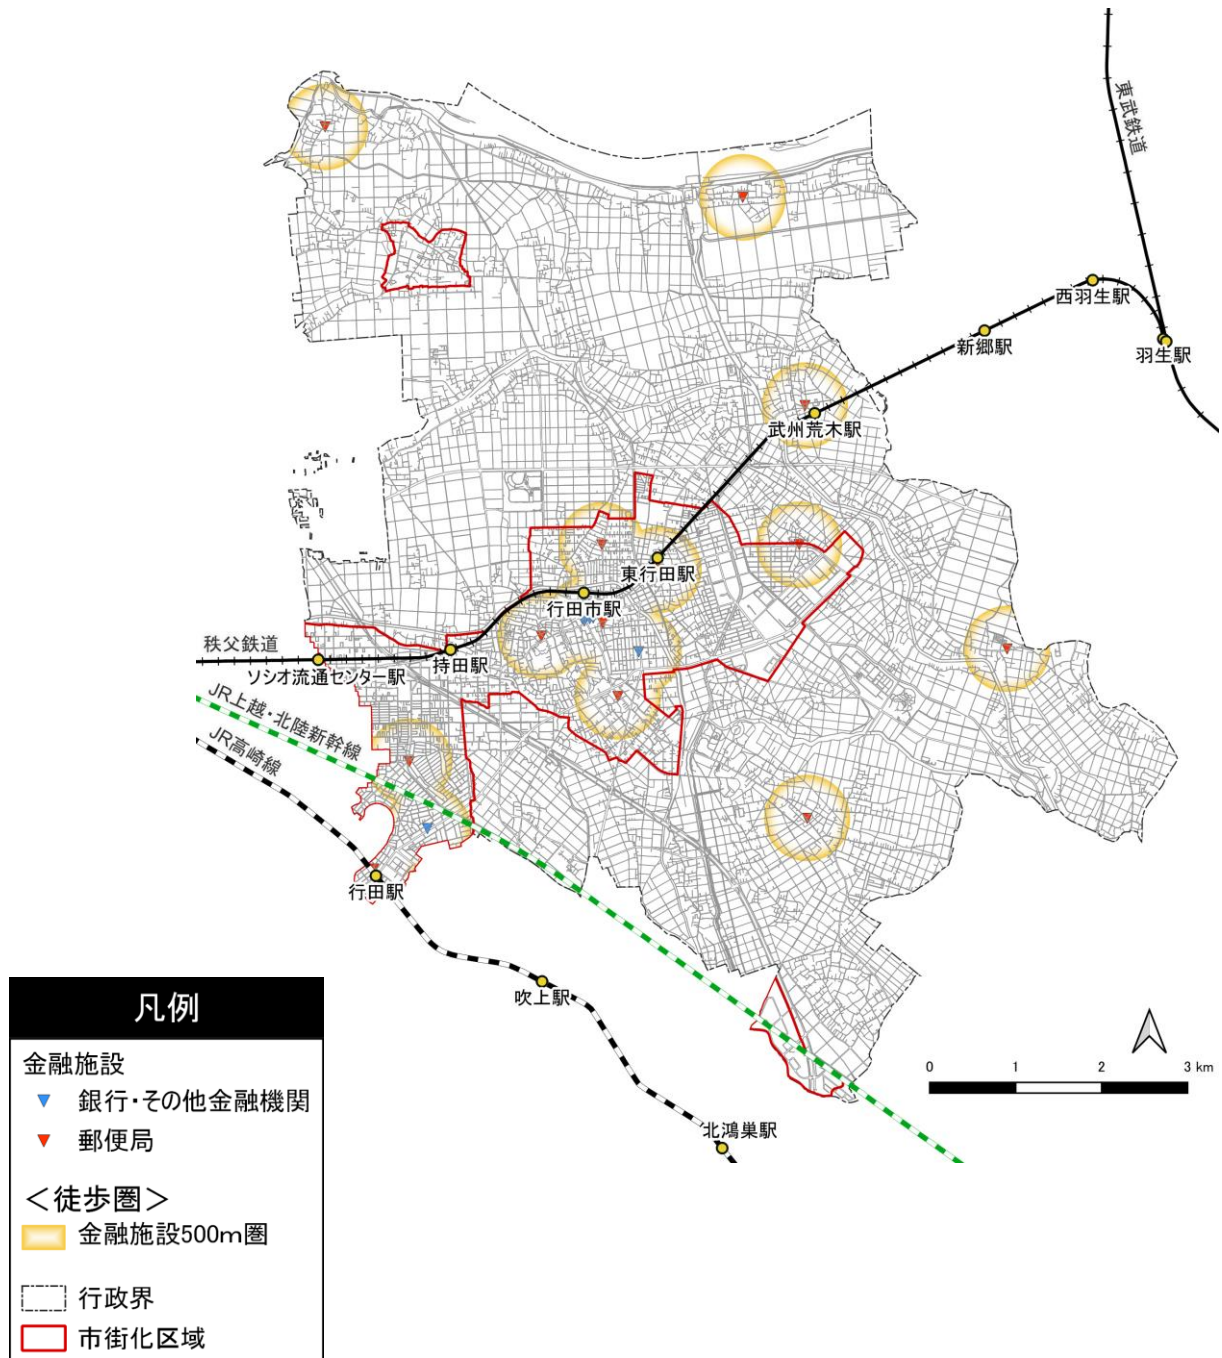 東武鉄道
西羽生駅
新郷駅
羽生駅
武州荒木駅
東行田駅
行田市駅
秩父鉄道
持田駅
ソシオ流通センター駅
JR上越・北陸新幹線
JR高崎線
行田駅
吹上駅
北鴻巣駅
0 1 2 3 km
凡例
金融施設
銀行・その他金融機関
郵便局
＜徒歩圏＞
金融施設500m圏
行政界
市街化区域